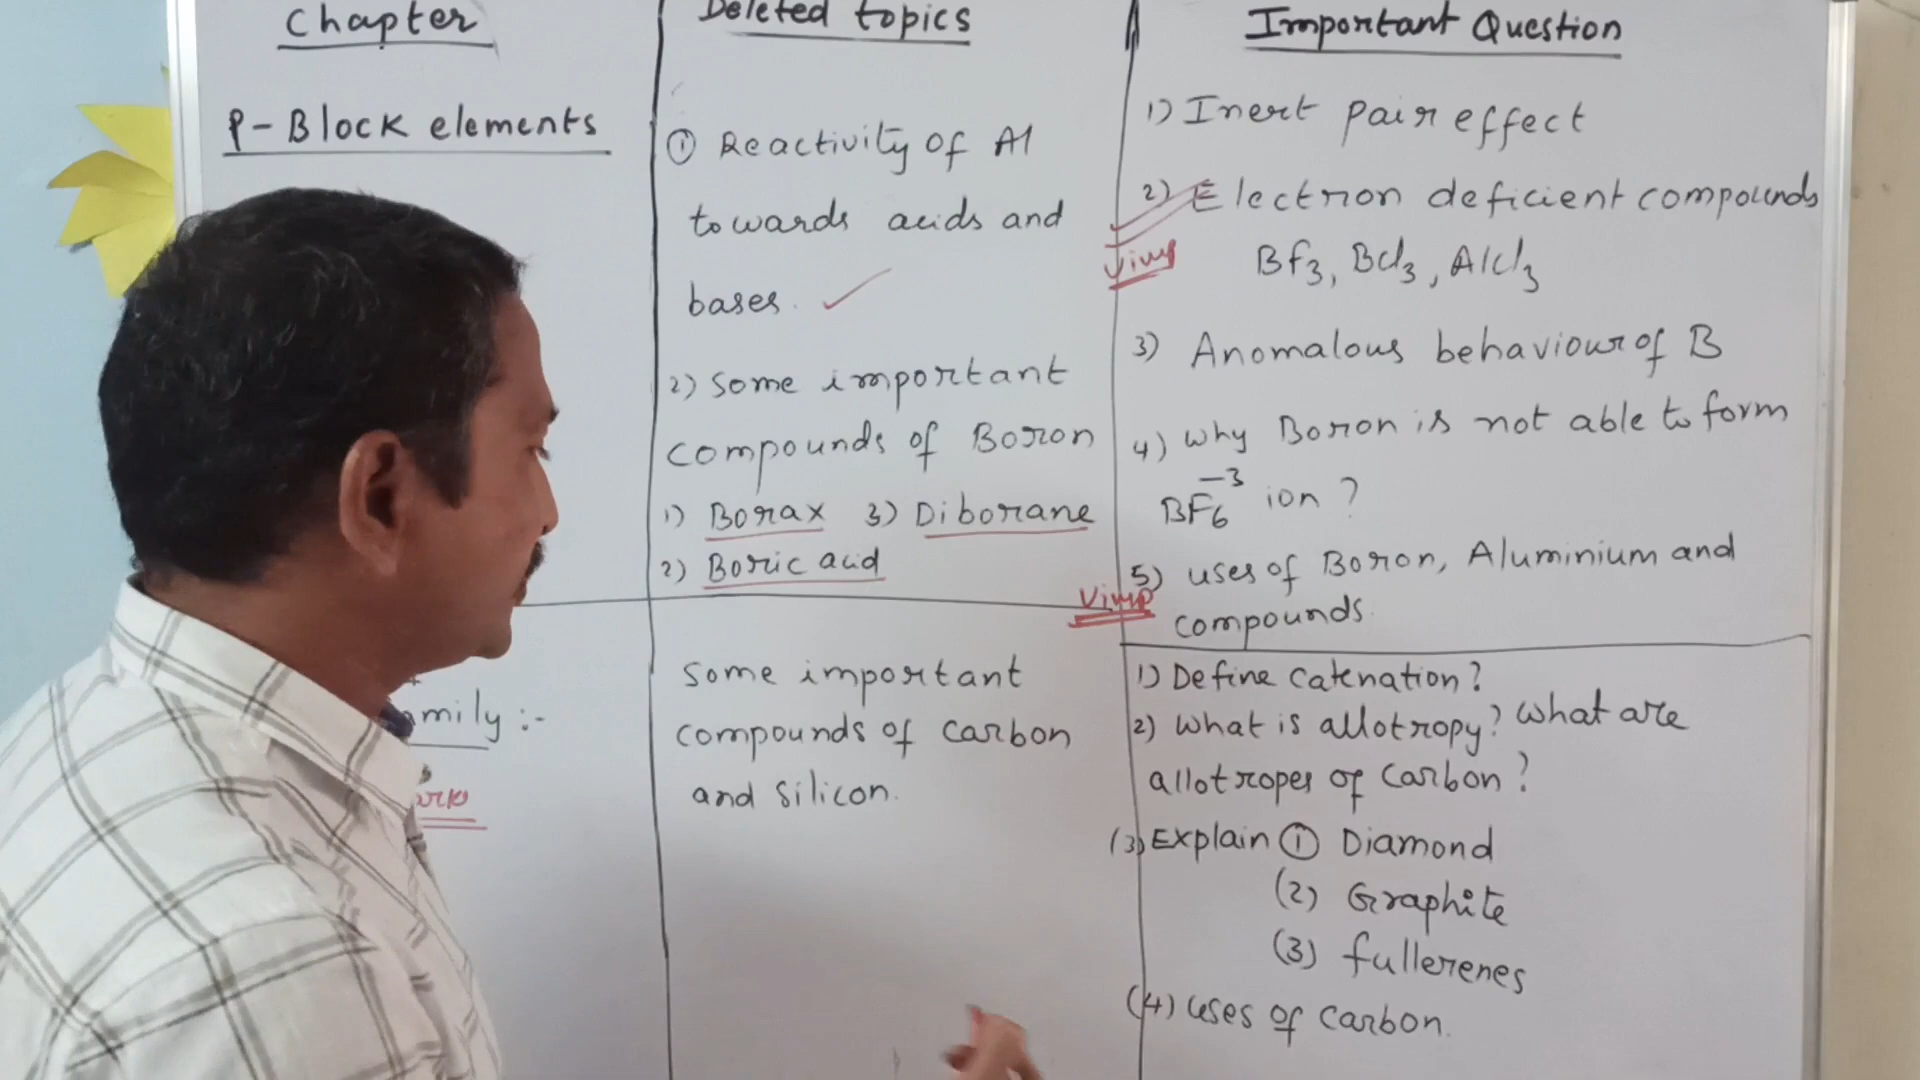 Chapter
Deleted topics
Important Question
P-Block elements
① Reactivity of Al
towards acids and
bases.
2) Some important
compounds of Boron
1) Borax 3) Diborane
2) Boric acid
1) Inert pair effect
2) Electron deficient compounds
Vimp
Bf3, Bcl3, Alcl3
3) Anomalous behaviour of B
4) why Boron is not able to form
BF6⁻³ ion ?
5) uses of Boron, Aluminium and
Vimp
compounds.
mily :-
Some important
compounds of carbon
and silicon.
1) Define catenation?
2) What is allotropy? What are
allotropes of carbon?
(3) Explain ① Diamond
(2) Graphite
(3) fullerenes
(4) uses of carbon.